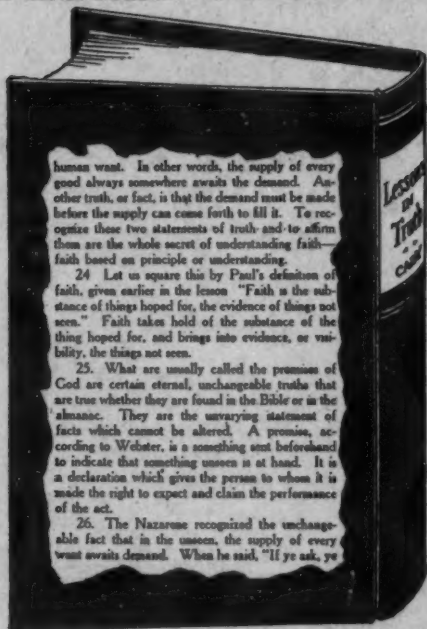 human want. In other words, the supply of every
good always somewhere awaits the demand. An-
other truth, or fact, is that the demand must be made
before the supply can come forth to fill it. To rec-
ognize these two statements of truth and to affirm
them are the whole secret of understanding faith—
faith based on principle or understanding.
24 Let us square this by Paul's definition of
faith, given earlier in the lesson "Faith is the sub-
stance of things hoped for, the evidence of things not
seen." Faith takes hold of the substance of the
thing hoped for, and brings into evidence, or visi-
bility, the things not seen.
25. What are usually called the promises of
God are certain eternal, unchangeable truths that
are true whether they are found in the Bible or in the
almanac. They are the unvarying statement of
facts which cannot be altered. A promise, ac-
cording to Webster, is a something sent beforehand
to indicate that something unseen is at hand. It is
a declaration which gives the person to whom it is
made the right to expect and claim the performance
of the act.
26. The Nazarene recognized the unchange-
able fact that in the unseen, the supply of every
want awaits demand. When he said, "If ye ask, ye
Lessons
IN
Truth
CADY